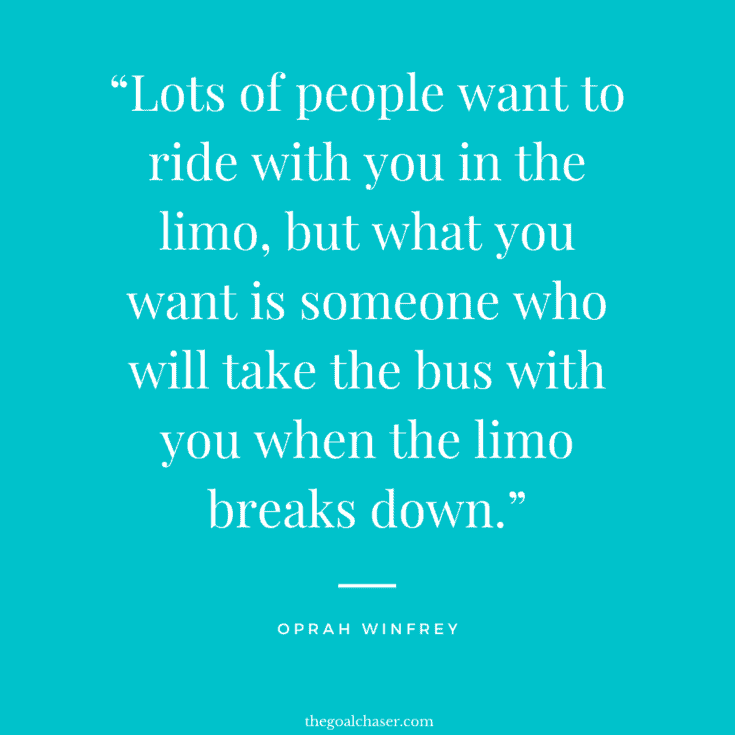 “Lots of people want to
ride with you in the
limo, but what you
want is someone who
will take the bus with
you when the limo
breaks down.”
OPRAH WINFREY
thegoalchaser.com